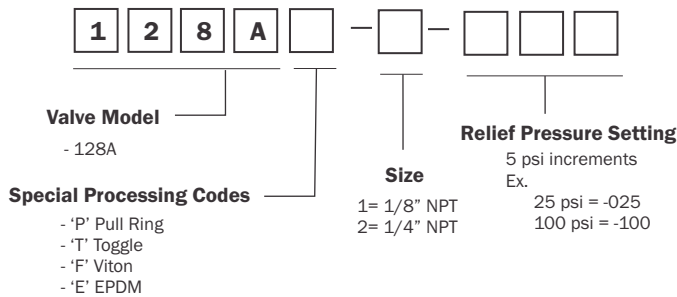 1 2 8 A - -
Valve Model
- 128A
Special Processing Codes
- ‘P’ Pull Ring
- ‘T’ Toggle
- ‘F’ Viton
- ‘E’ EPDM
Size
1= 1/8” NPT
2= 1/4” NPT
Relief Pressure Setting
5 psi increments
Ex.
25 psi = -025
100 psi = -100